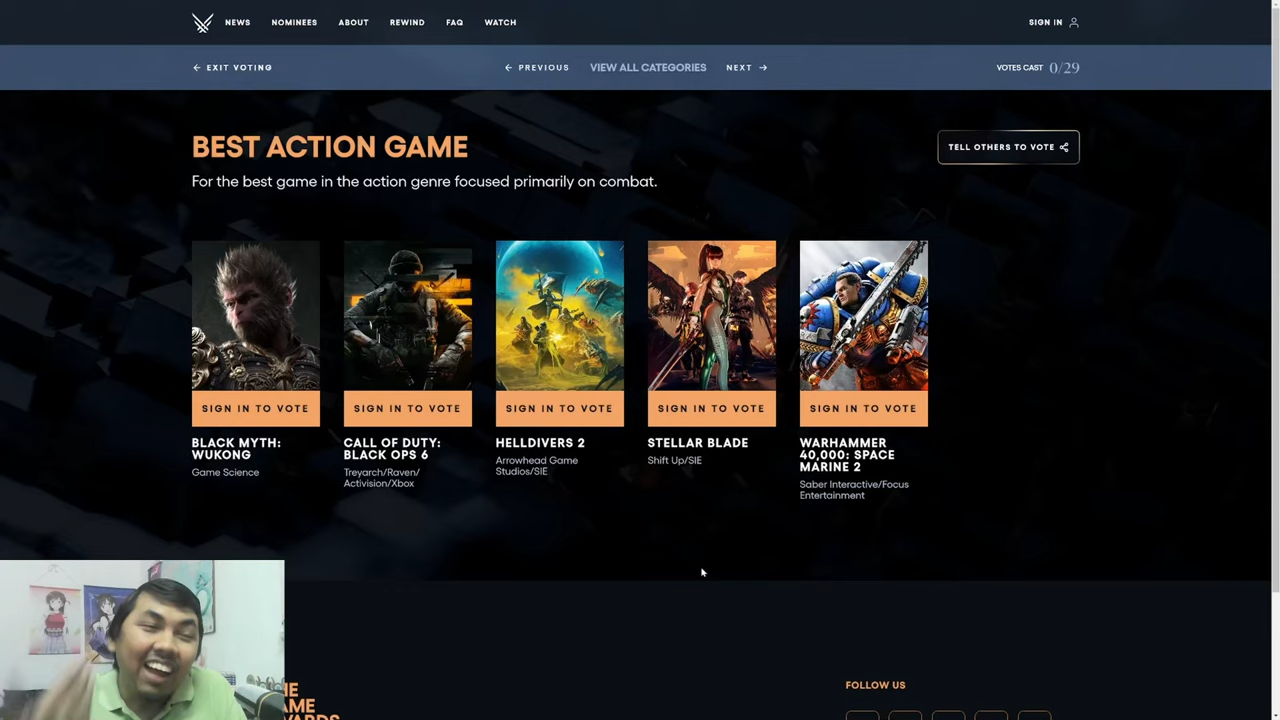 NEWS NOMINEES ABOUT REWIND FAQ WATCH SIGN IN
EXIT VOTING PREVIOUS VIEW ALL CATEGORIES NEXT VOTES CAST 0/29
BEST ACTION GAME
TELL OTHERS TO VOTE
For the best game in the action genre focused primarily on combat.
SIGN IN TO VOTE SIGN IN TO VOTE SIGN IN TO VOTE SIGN IN TO VOTE SIGN IN TO VOTE
BLACK MYTH:
WUKONG
Game Science
CALL OF DUTY:
BLACK OPS 6
Treyarch/Raven/
Activision/Xbox
HELLDIVERS 2
Arrowhead Game
Studios/SIE
STELLAR BLADE
Shift Up/SIE
WARHAMMER
40,000: SPACE
MARINE 2
Saber Interactive/Focus
Entertainment
FOLLOW US